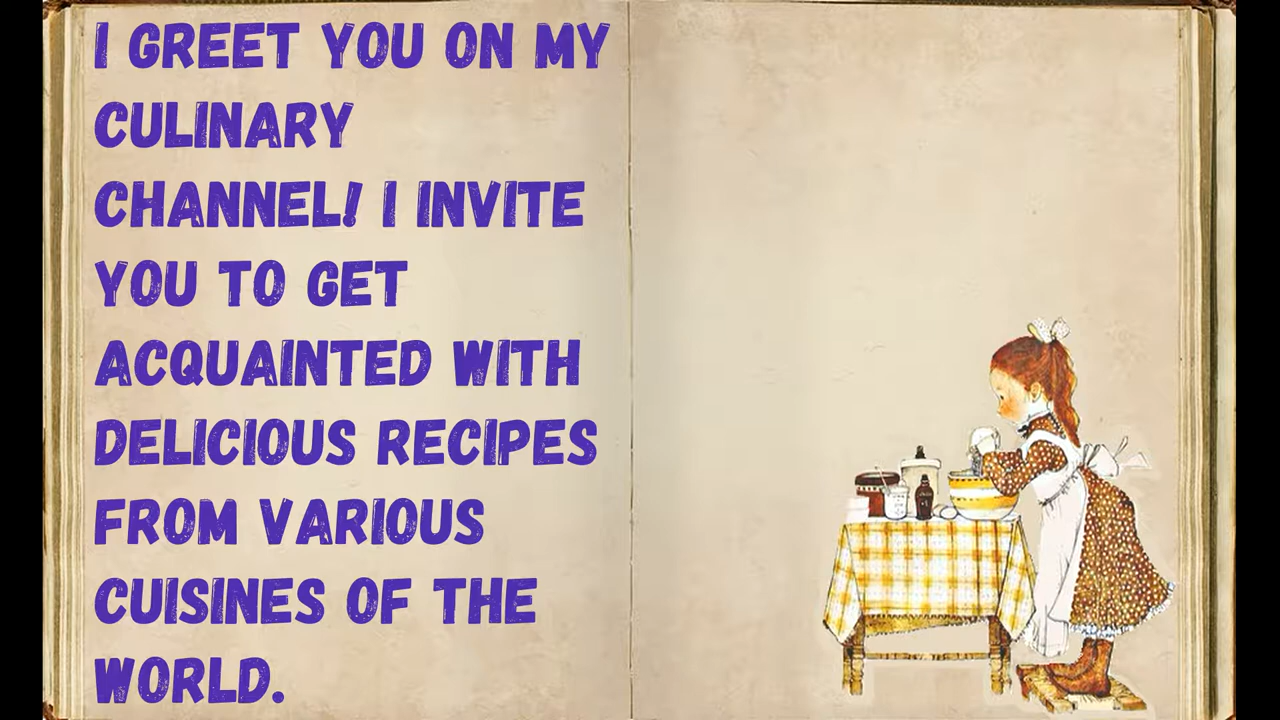 I GREET YOU ON MY
CULINARY
CHANNEL! I INVITE
YOU TO GET
ACQUAINTED WITH
DELICIOUS RECIPES
FROM VARIOUS
CUISINES OF THE
WORLD.